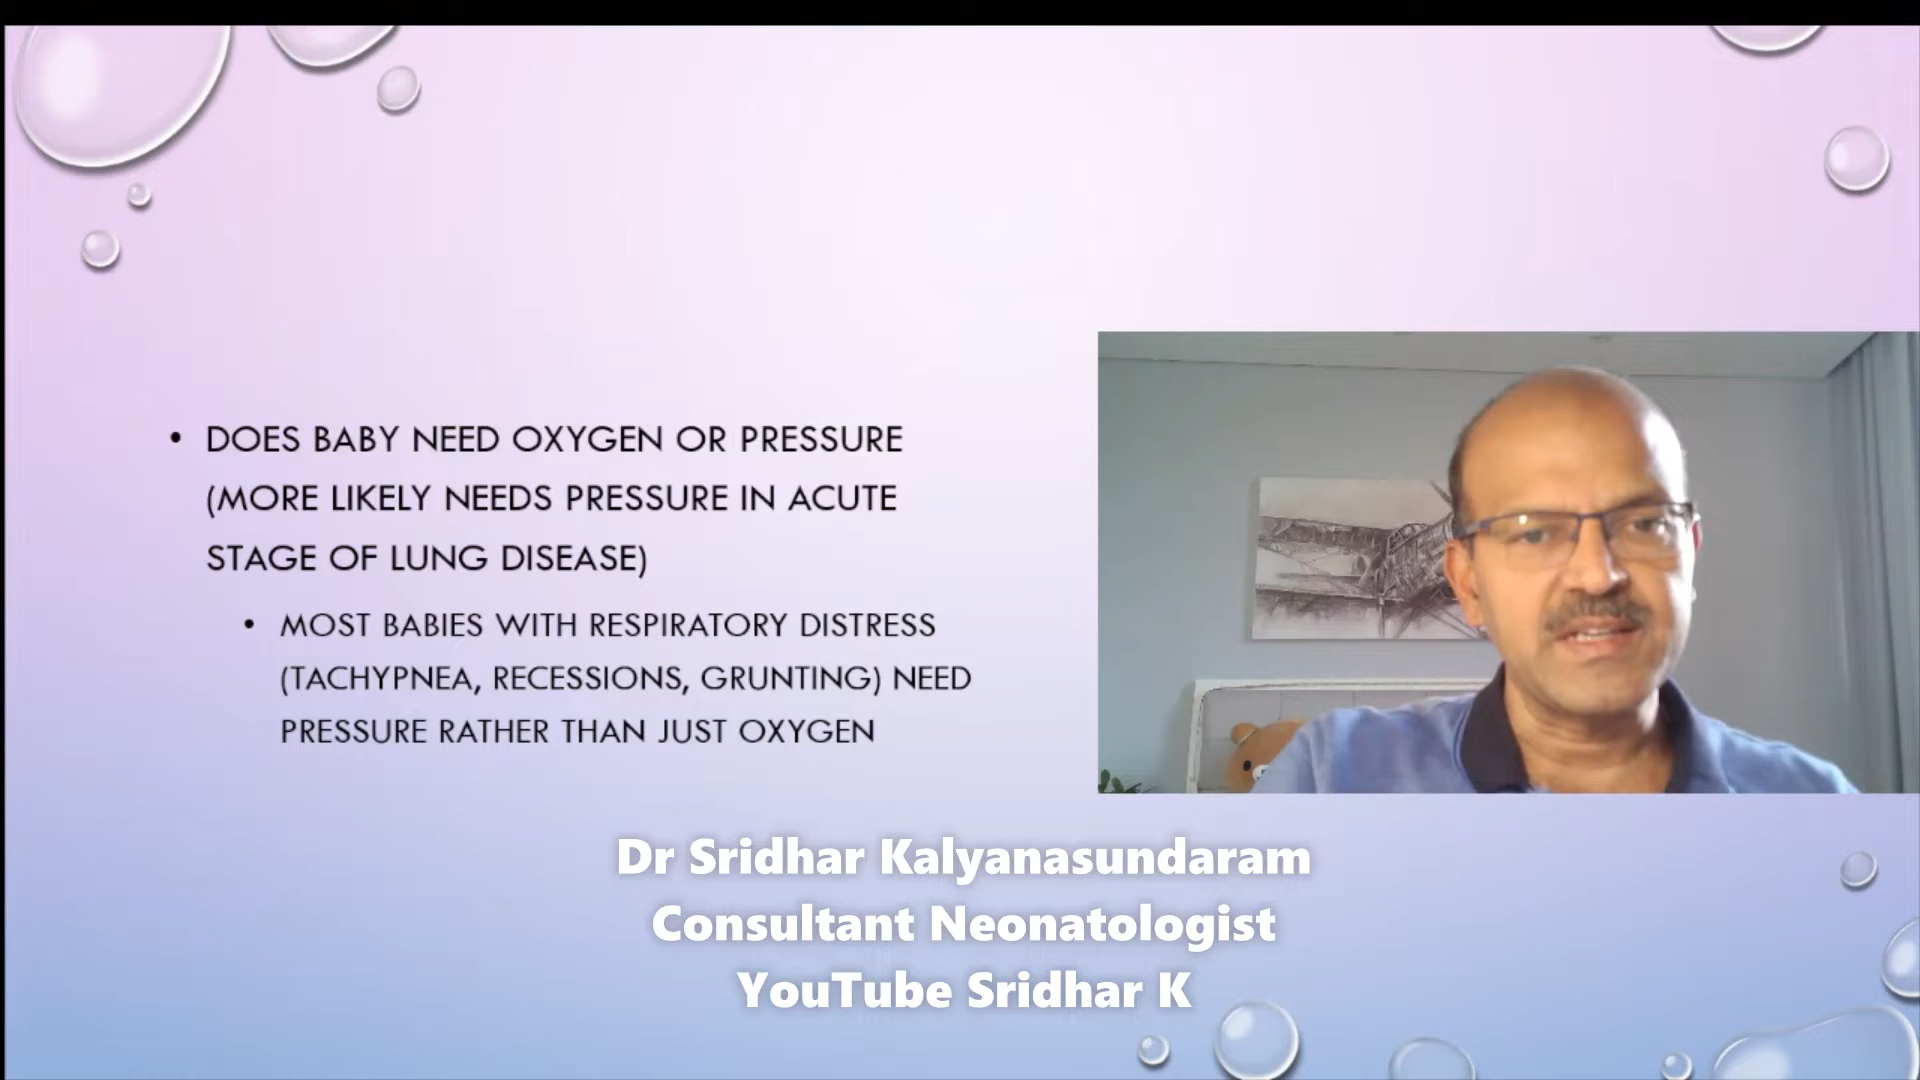 • DOES BABY NEED OXYGEN OR PRESSURE
(MORE LIKELY NEEDS PRESSURE IN ACUTE
STAGE OF LUNG DISEASE)
• MOST BABIES WITH RESPIRATORY DISTRESS
(TACHYPNEA, RECESSIONS, GRUNTING) NEED
PRESSURE RATHER THAN JUST OXYGEN
Dr Sridhar Kalyanasundaram
Consultant Neonatologist
YouTube Sridhar K